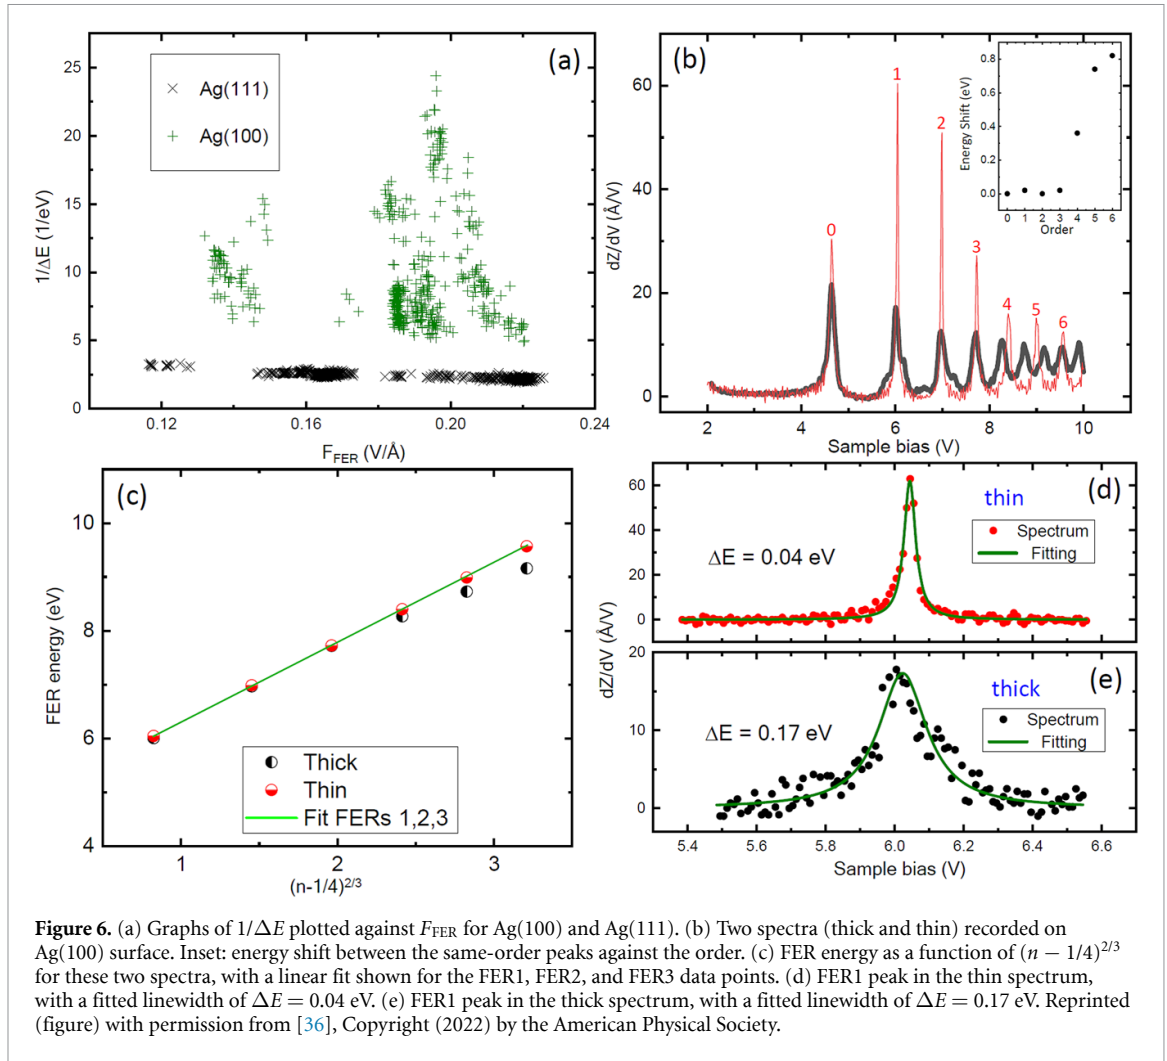 (a)
Ag(111)
Ag(100)
1/ΔE (1/eV)
25
20
15
10
5
0
0.12 0.16 0.20 0.24
F_FER (V/Å)
(b)
dZ/dV (Å/V)
60
40
20
0
0 1 2 3 4 5 6
2 4 6 8 10
Sample bias (V)
Energy Shift (eV)
0.8
0.6
0.4
0.2
0.0
0 1 2 3 4 5 6
Order
(c)
FER energy (eV)
10
8
6
4
Thick
Thin
Fit FERs 1,2,3
1 2 3
(n-1/4)^2/3
(d)
thin
Spectrum
Fitting
ΔE = 0.04 eV
60
40
20
0
dZ/dV (Å/V)
(e)
thick
Spectrum
Fitting
ΔE = 0.17 eV
20
10
0
5.4 5.6 5.8 6.0 6.2 6.4 6.6
Sample bias (V)
Figure 6. (a) Graphs of 1/ΔE plotted against F_FER for Ag(100) and Ag(111). (b) Two spectra (thick and thin) recorded on
Ag(100) surface. Inset: energy shift between the same-order peaks against the order. (c) FER energy as a function of (n − 1/4)^2/3
for these two spectra, with a linear fit shown for the FER1, FER2, and FER3 data points. (d) FER1 peak in the thin spectrum,
with a fitted linewidth of ΔE = 0.04 eV. (e) FER1 peak in the thick spectrum, with a fitted linewidth of ΔE = 0.17 eV. Reprinted
(figure) with permission from [36], Copyright (2022) by the American Physical Society.